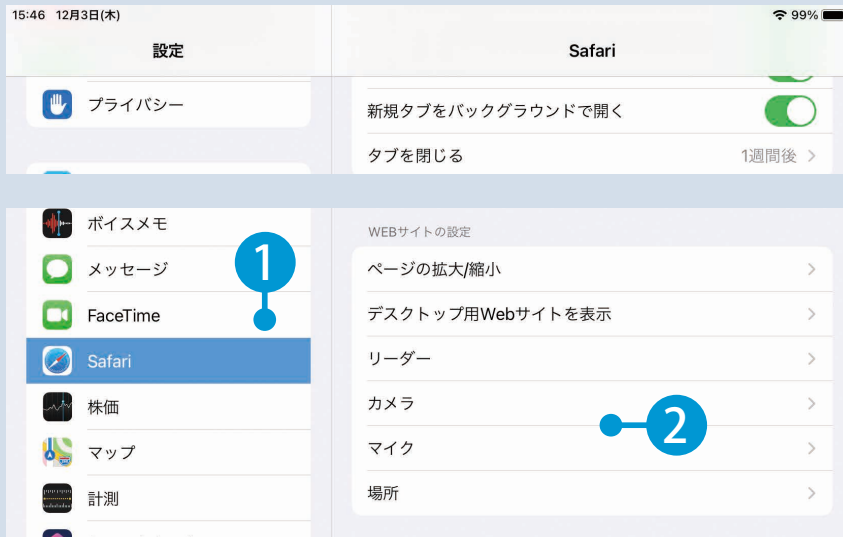 15:46 12月3日(木)
99%
設定
Safari
プライバシー
新規タブをバックグラウンドで開く
タブを閉じる
1週間後
ボイスメモ
メッセージ
FaceTime
Safari
株価
マップ
計測
1
WEBサイトの設定
ページの拡大/縮小
デスクトップ用Webサイトを表示
リーダー
カメラ
マイク
場所
2